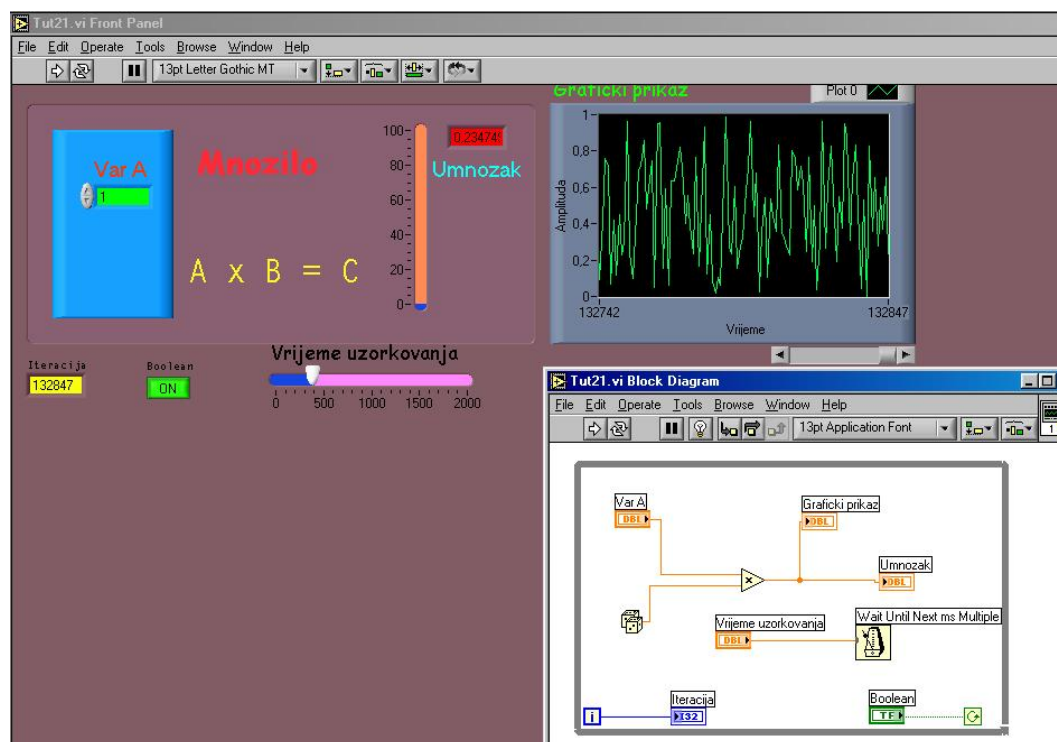 Tut21.vi Front Panel
File Edit Operate Tools Browse Window Help
13pt Letter Gothic MT
Graficki prikaz
Plot 0
Var A
1
Mnozilo
A x B = C
100
80
60
40
20
0
0,234749
Umnozak
Amplituda
1
0,8
0,6
0,4
0,2
0
132742 132847
Vrijeme
Iteracija
132847
Boolean
ON
Vrijeme uzorkovanja
0 500 1000 1500 2000
Tut21.vi Block Diagram
File Edit Operate Tools Browse Window Help
13pt Application Font
1
Var A
DBL
Graficki prikaz
DBL
x
Umnozak
DBL
Vrijeme uzorkovanja
DBL
Wait Until Next ms Multiple
i
Iteracija
I32
Boolean
TF